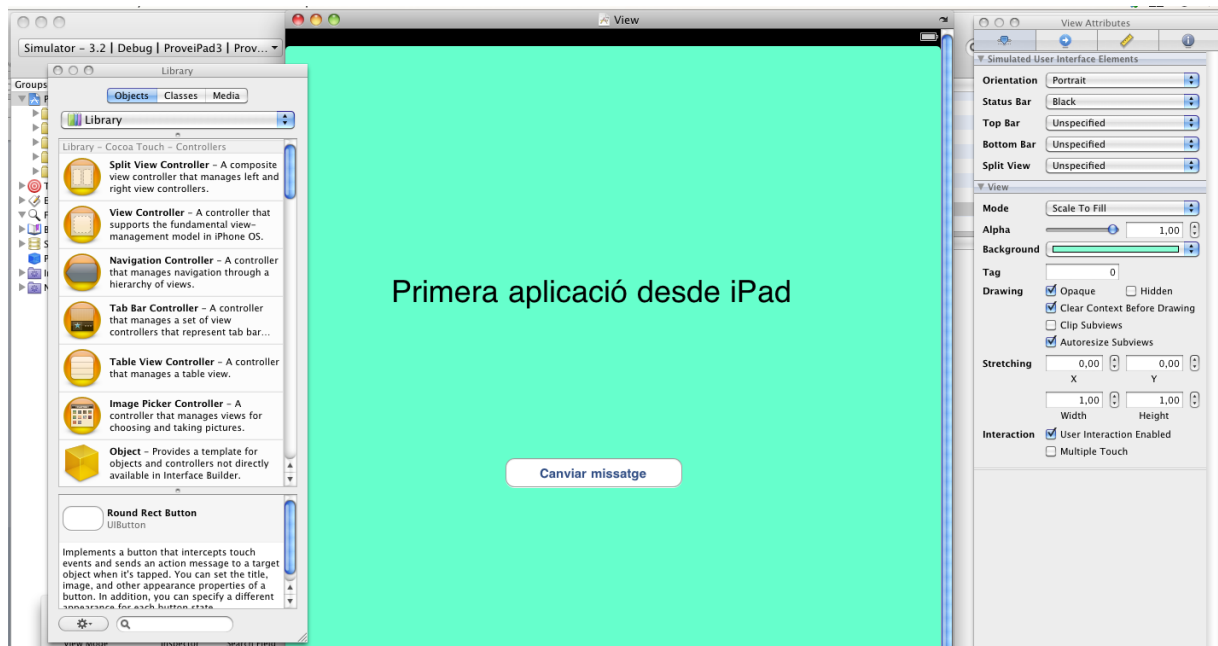 View
View Attributes
Simulator - 3.2 | Debug | ProveiPad3 | Prov...
Library
Groups
Objects Classes Media
Library
Library - Cocoa Touch - Controllers
Split View Controller - A composite
view controller that manages left and
right view controllers.
View Controller - A controller that
supports the fundamental view-
management model in iPhone OS.
Navigation Controller - A controller
that manages navigation through a
hierarchy of views.
Tab Bar Controller - A controller
that manages a set of view
controllers that represent tab bar...
Table View Controller - A controller
that manages a table view.
Image Picker Controller - A
controller that manages views for
choosing and taking pictures.
Object - Provides a template for
objects and controllers not directly
available in Interface Builder.
Round Rect Button
UIButton
Implements a button that intercepts touch
events and sends an action message to a target
object when it's tapped. You can set the title,
image, and other appearance properties of a
button. In addition, you can specify a different
appearance for each button state
View Mode Inspector Search Field
Primera aplicació desde iPad
Canviar missatge
Simulated User Interface Elements
Orientation Portrait
Status Bar Black
Top Bar Unspecified
Bottom Bar Unspecified
Split View Unspecified
View
Mode Scale To Fill
Alpha 1,00
Background
Tag 0
Drawing Opaque Hidden
Clear Context Before Drawing
Clip Subviews
Autoresize Subviews
Stretching 0,00 0,00
X Y
1,00 1,00
Width Height
Interaction User Interaction Enabled
Multiple Touch